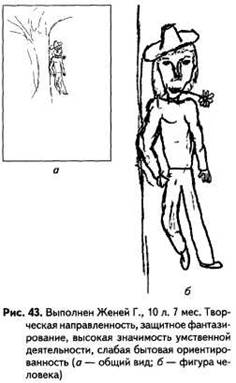 а
б
Рис. 43. Выполнен Женей Г., 10 л. 7 мес. Твор-
ческая направленность, защитное фантази-
рование, высокая значимость умственной
деятельности, слабая бытовая ориентиро-
ванность (а — общий вид; б — фигура че-
ловека)